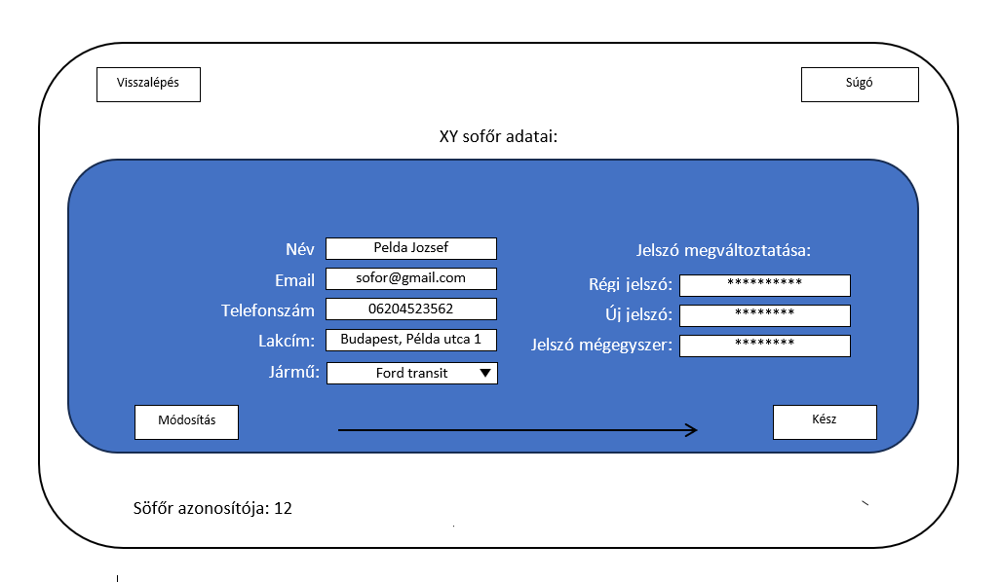 Visszalépés
Súgó
XY sofőr adatai:
Név
Pelda Jozsef
Email
sofor@gmail.com
Telefonszám
06204523562
Lakcím:
Budapest, Példa utca 1
Jármű:
Ford transit
Jelszó megváltoztatása:
Régi jelszó:
**********
Új jelszó:
********
Jelszó mégegyszer:
********
Módosítás
Kész
Söfőr azonosítója: 12